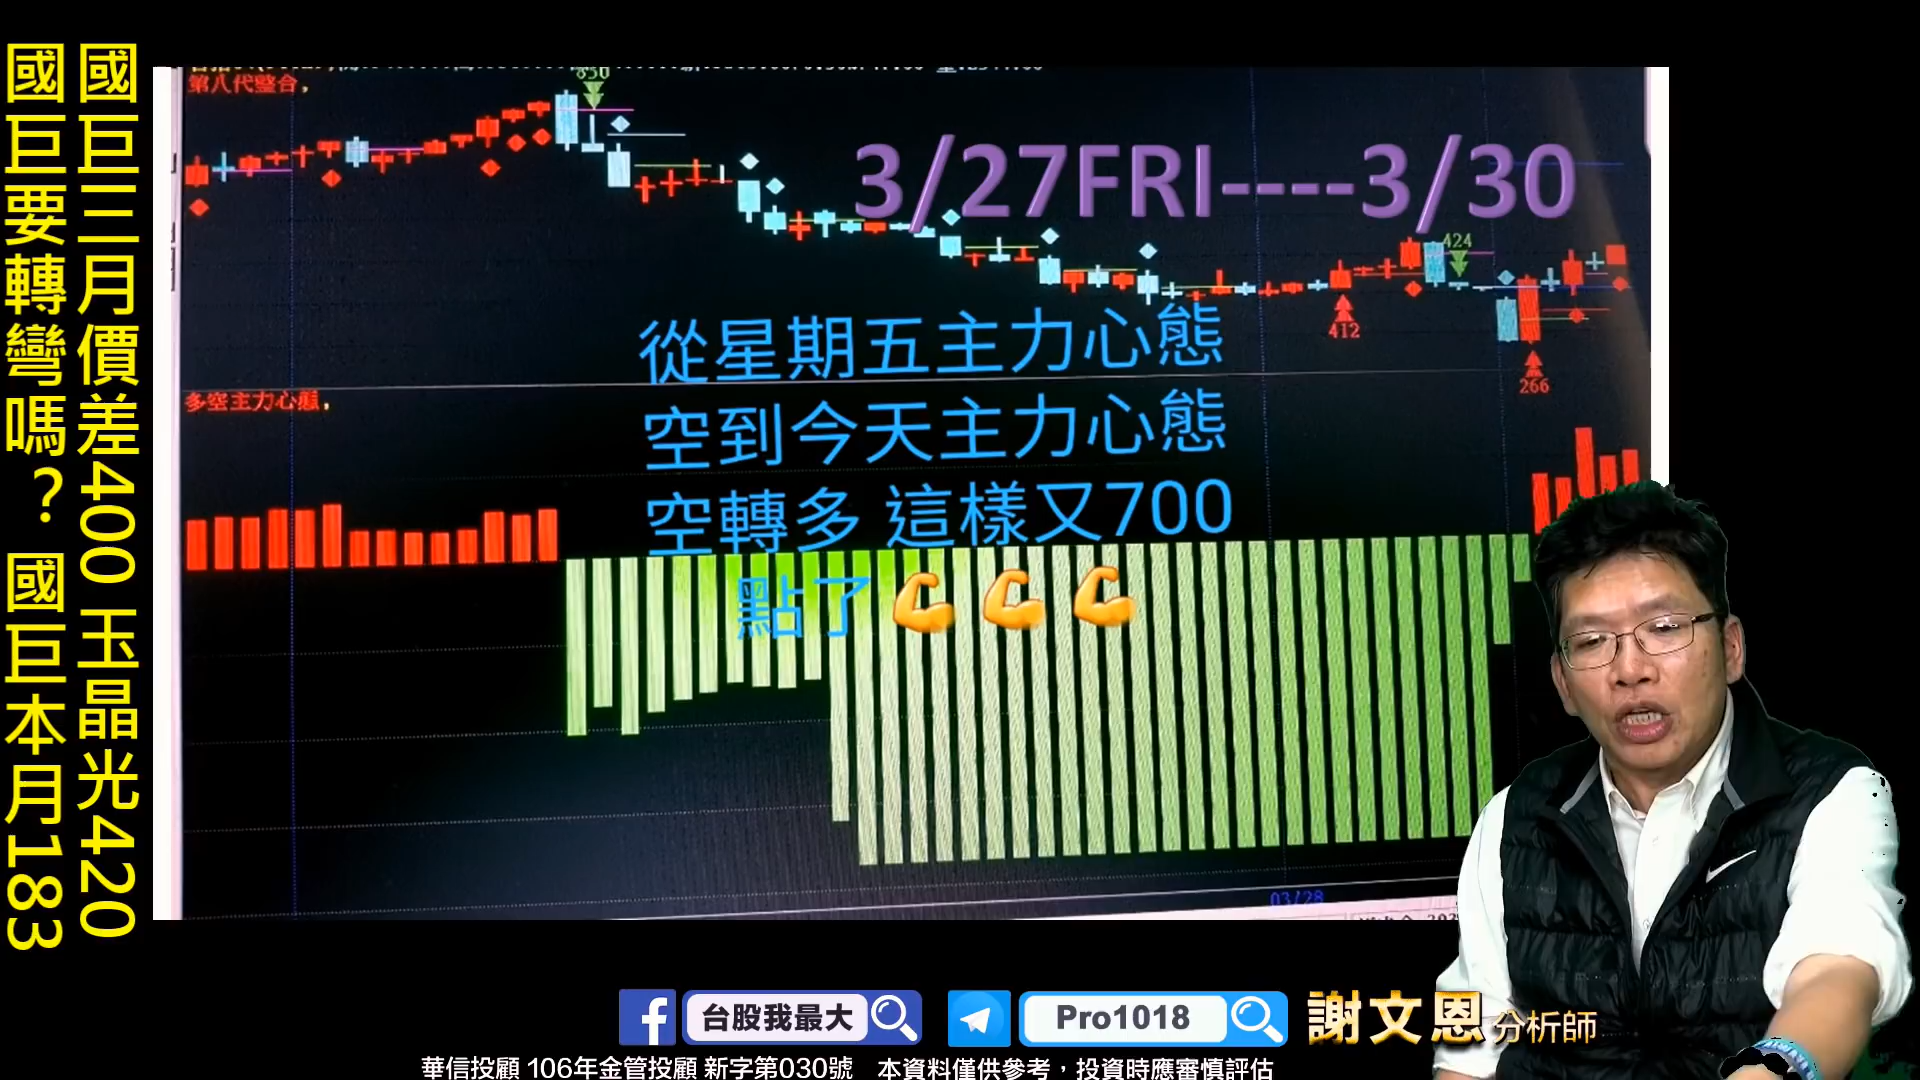 國巨三月價差400 玉晶光420
國巨要轉彎嗎？ 國巨本月183
第八代整合，
850
3/27FRI----3/30
424
412
266
從星期五主力心態
空到今天主力心態
空轉多 這樣又700
點了💪💪💪
多空主力心態，
03/28
台股我最大
Pro1018
謝文恩 分析師
華信投顧 106年金管投顧 新字第030號 本資料僅供參考，投資時應審慎評估